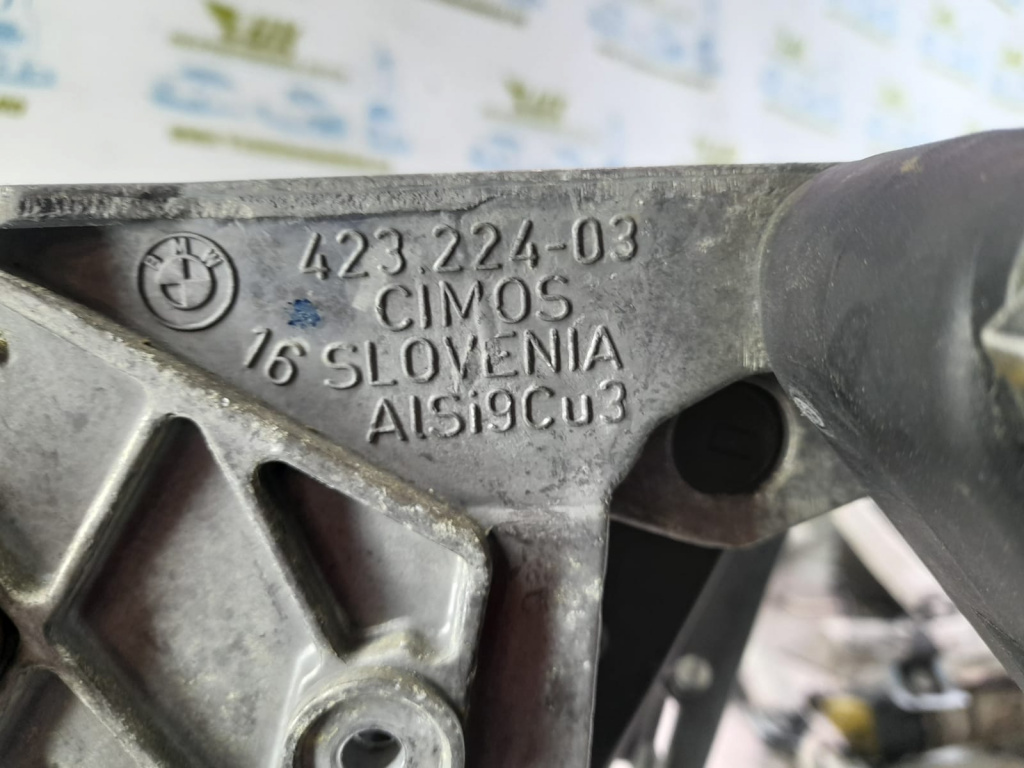 BMW
423.224-03
CIMOS
16 SLOVENIA
AlSi9Cu3